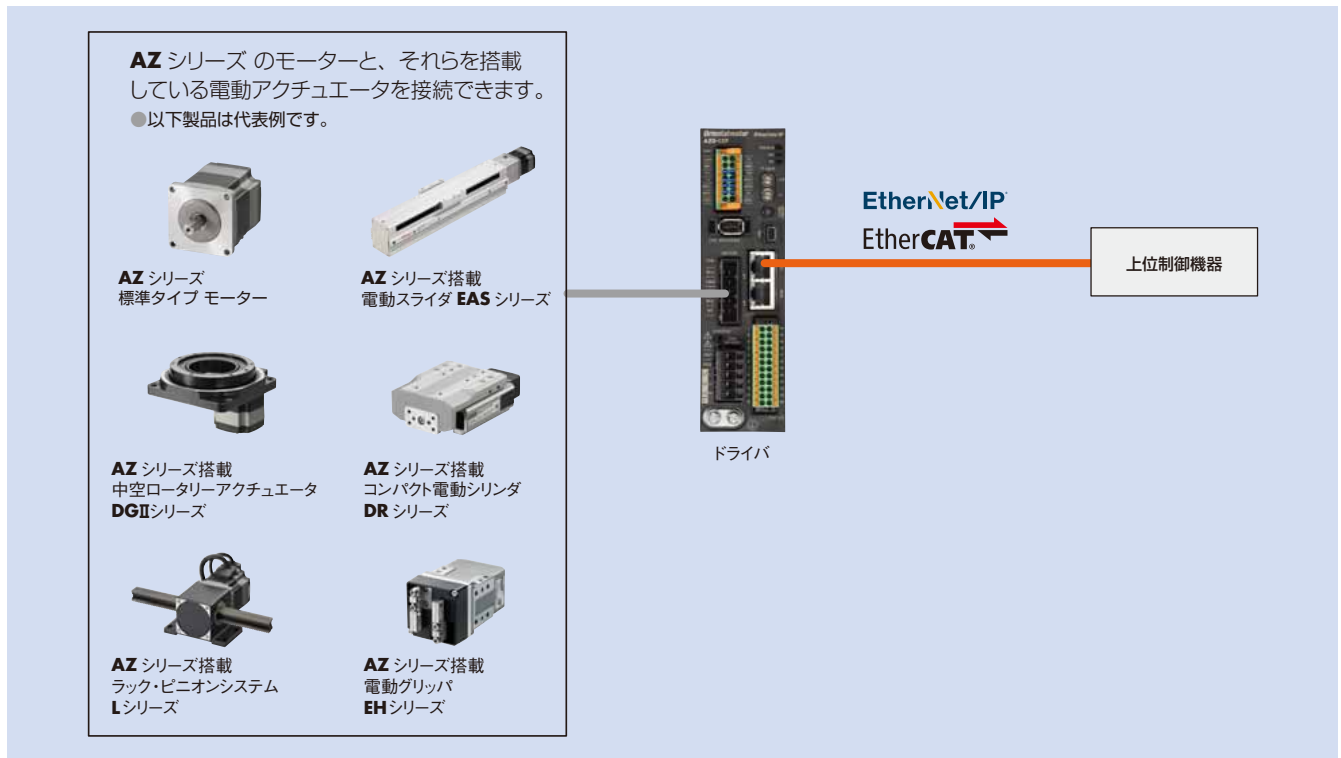 AZ シリーズ のモーターと、それらを搭載
している電動アクチュエータを接続できます。
●以下製品は代表例です。
AZ シリーズ
標準タイプ モーター
AZ シリーズ搭載
電動スライダ EAS シリーズ
AZ シリーズ搭載
中空ロータリーアクチュエータ
DGⅡシリーズ
AZ シリーズ搭載
コンパクト電動シリンダ
DR シリーズ
AZ シリーズ搭載
ラック・ピニオンシステム
Lシリーズ
AZ シリーズ搭載
電動グリッパ
EHシリーズ
Orientalmotor EtherNet/IP
ドライバ
EtherNet/IP
EtherCAT®
上位制御機器